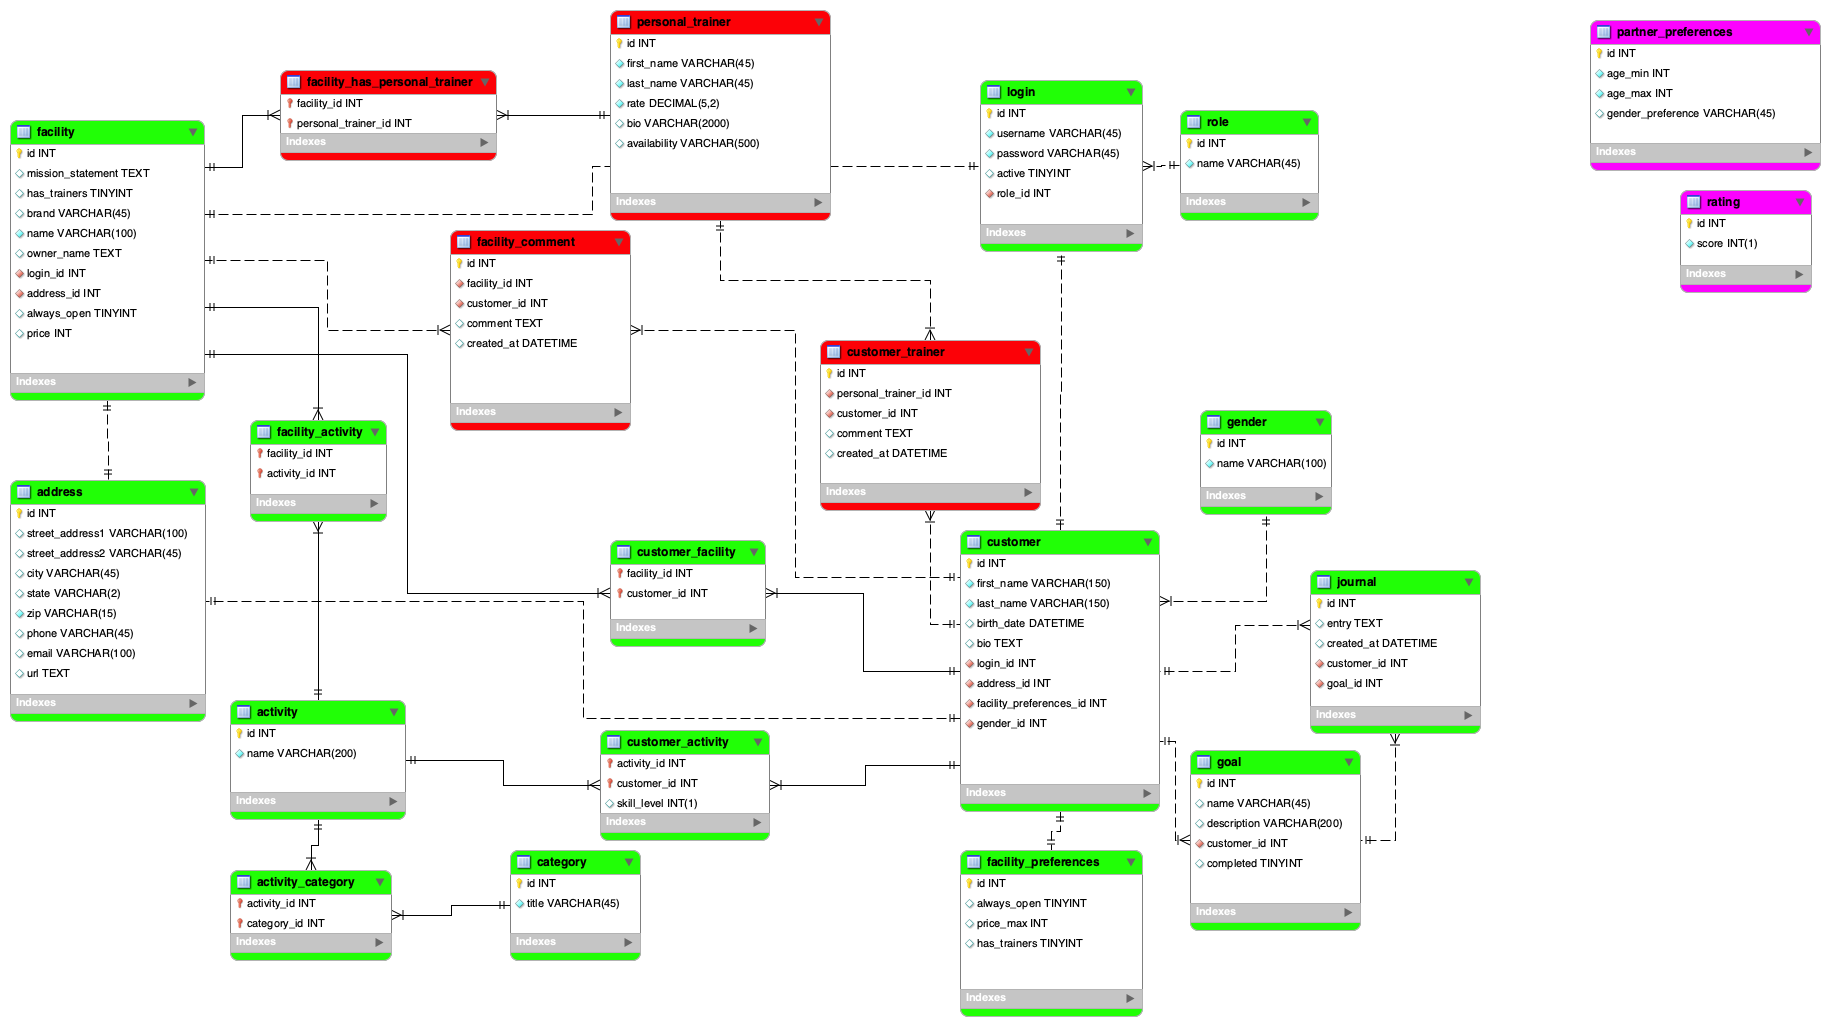 personal_trainer
id INT
first_name VARCHAR(45)
last_name VARCHAR(45)
rate DECIMAL(5,2)
bio VARCHAR(2000)
availability VARCHAR(500)
Indexes
partner_preferences
id INT
age_min INT
age_max INT
gender_preference VARCHAR(45)
Indexes
facility_has_personal_trainer
facility_id INT
personal_trainer_id INT
Indexes
login
id INT
username VARCHAR(45)
password VARCHAR(45)
active TINYINT
role_id INT
Indexes
role
id INT
name VARCHAR(45)
Indexes
facility
id INT
mission_statement TEXT
has_trainers TINYINT
brand VARCHAR(45)
name VARCHAR(100)
owner_name TEXT
login_id INT
address_id INT
always_open TINYINT
price INT
Indexes
rating
id INT
score INT(1)
Indexes
facility_comment
id INT
facility_id INT
customer_id INT
comment TEXT
created_at DATETIME
Indexes
customer_trainer
id INT
personal_trainer_id INT
customer_id INT
comment TEXT
created_at DATETIME
Indexes
facility_activity
facility_id INT
activity_id INT
Indexes
gender
id INT
name VARCHAR(100)
Indexes
address
id INT
street_address1 VARCHAR(100)
street_address2 VARCHAR(45)
city VARCHAR(45)
state VARCHAR(2)
zip VARCHAR(15)
phone VARCHAR(45)
email VARCHAR(100)
url TEXT
Indexes
customer_facility
facility_id INT
customer_id INT
Indexes
customer
id INT
first_name VARCHAR(150)
last_name VARCHAR(150)
birth_date DATETIME
bio TEXT
login_id INT
address_id INT
facility_preferences_id INT
gender_id INT
Indexes
journal
id INT
entry TEXT
created_at DATETIME
customer_id INT
goal_id INT
Indexes
activity
id INT
name VARCHAR(200)
Indexes
customer_activity
activity_id INT
customer_id INT
skill_level INT(1)
Indexes
goal
id INT
name VARCHAR(45)
description VARCHAR(200)
customer_id INT
completed TINYINT
Indexes
activity_category
activity_id INT
category_id INT
Indexes
category
id INT
title VARCHAR(45)
Indexes
facility_preferences
id INT
always_open TINYINT
price_max INT
has_trainers TINYINT
Indexes